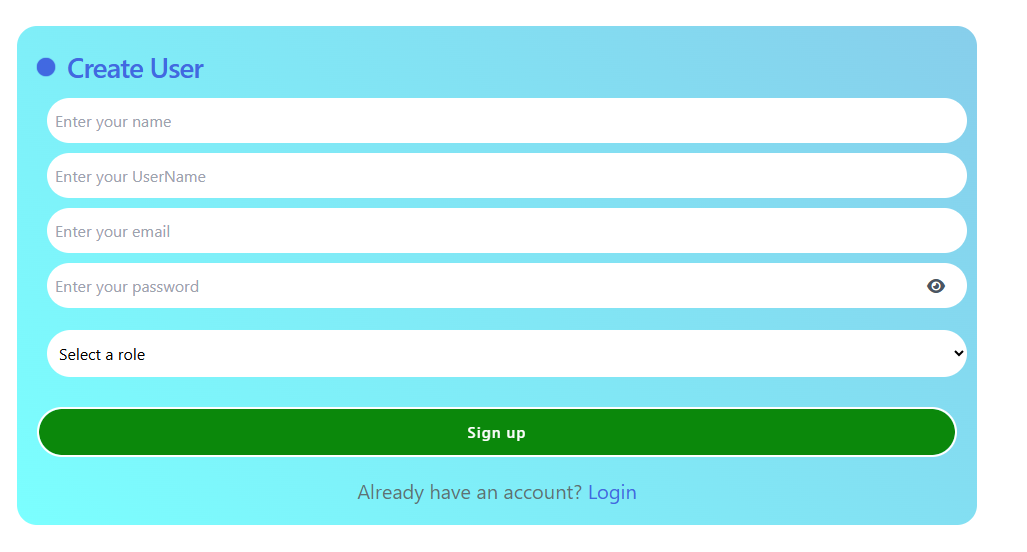 Create User
Enter your name
Enter your UserName
Enter your email
Enter your password
Select a role
Sign up
Already have an account? Login